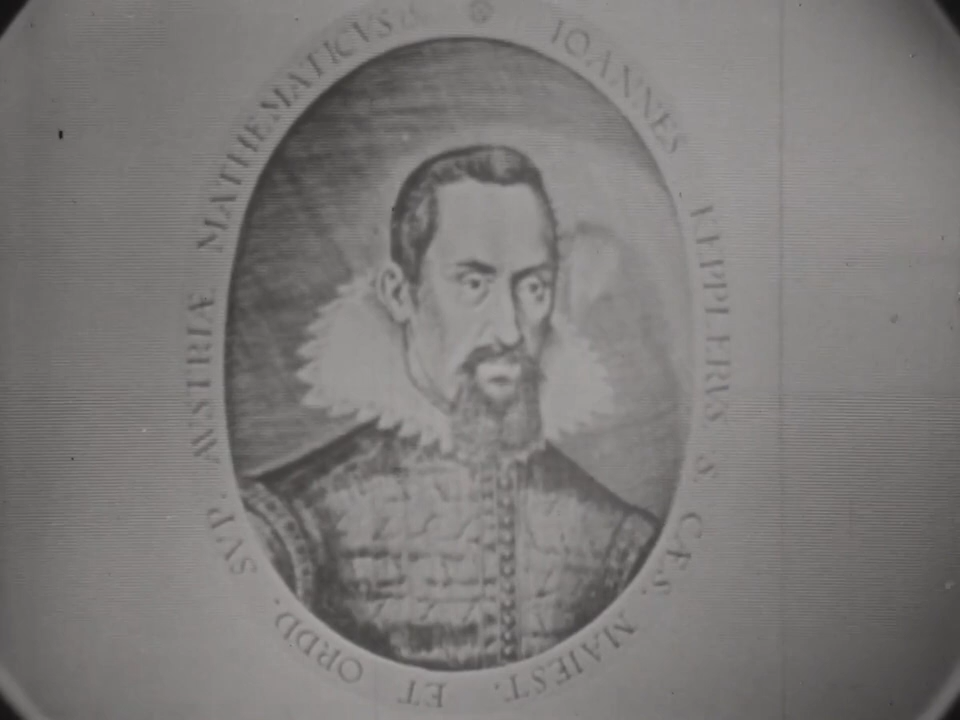 IOANNES KEPPLERVS S. CÆS. MAIEST. ET ORDD. SVP. AVSTRIÆ MATHEMATICVS &.